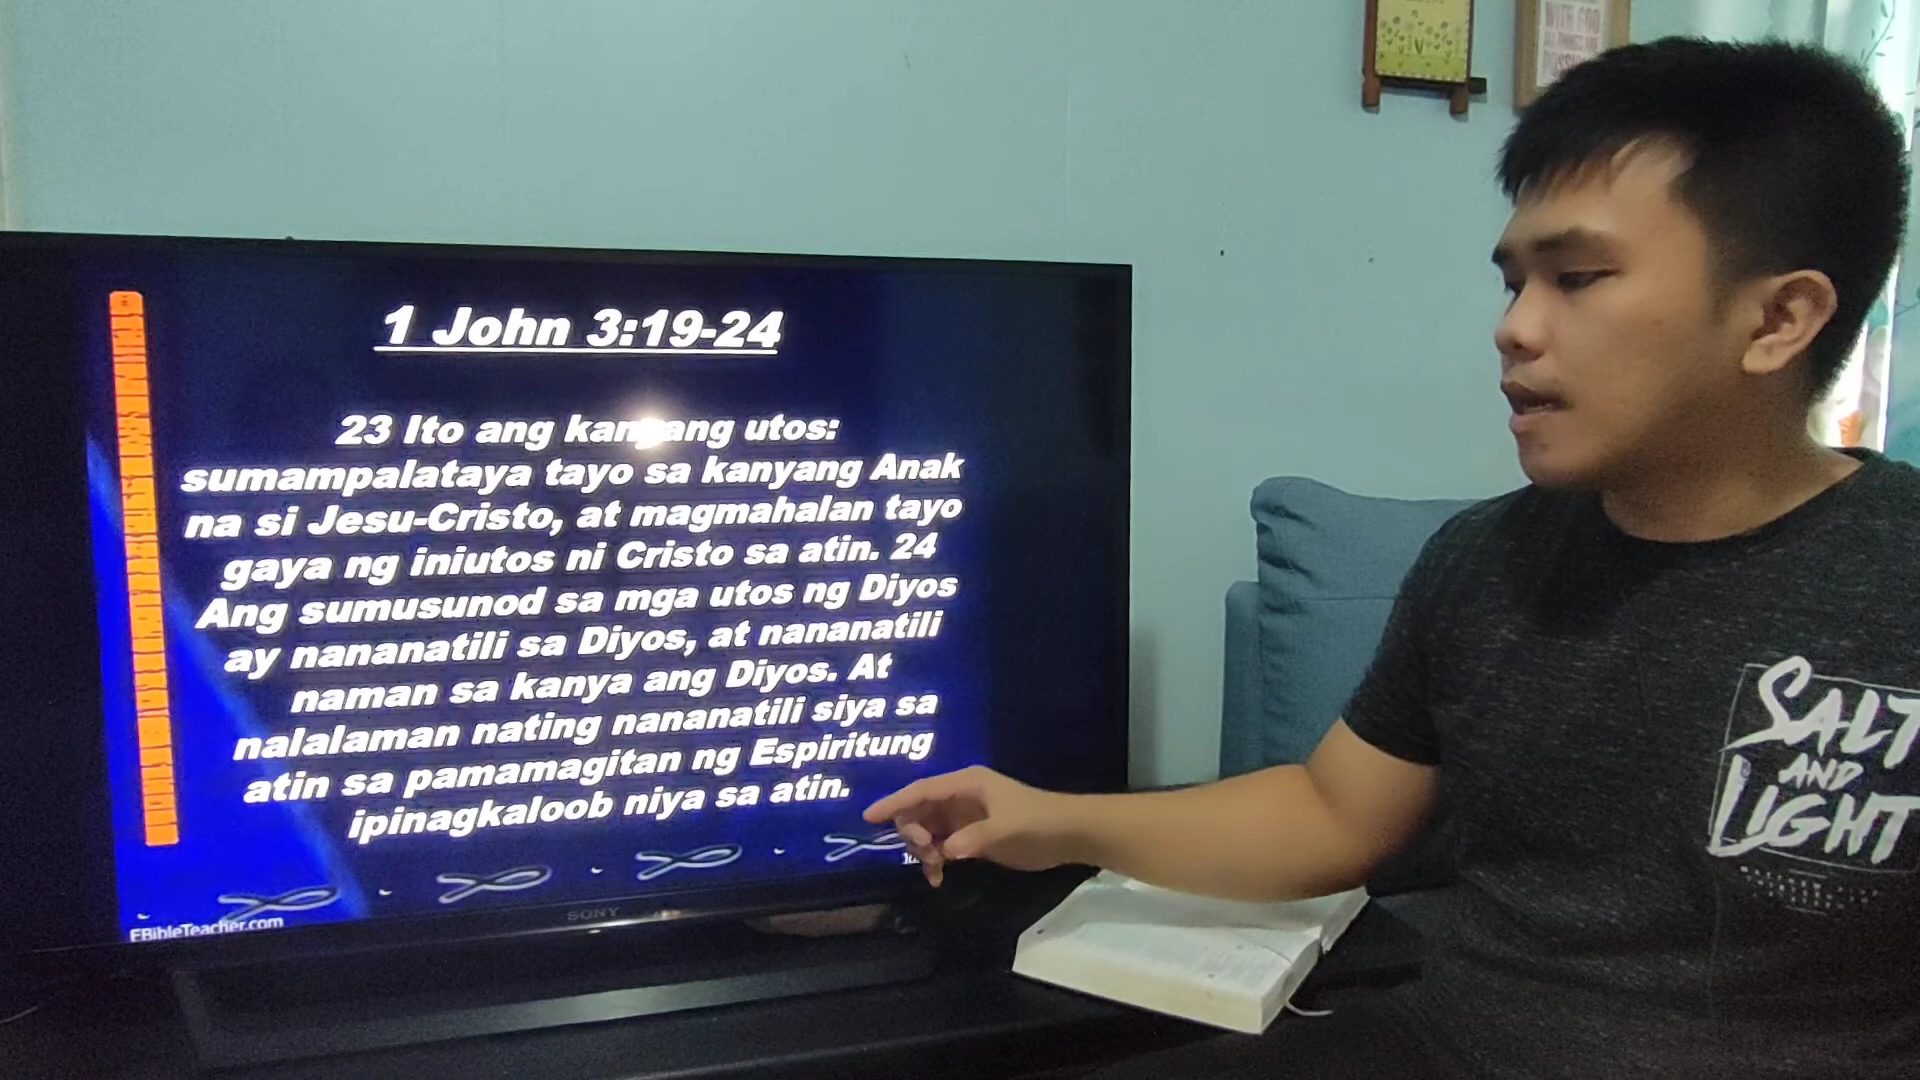 WITH GOD
1 John 3:19-24
23 Ito ang kanyang utos:
sumampalataya tayo sa kanyang Anak
na si Jesu-Cristo, at magmahalan tayo
gaya ng iniutos ni Cristo sa atin. 24
Ang sumusunod sa mga utos ng Diyos
ay nananatili sa Diyos, at nananatili
naman sa kanya ang Diyos. At
nalalaman nating nananatili siya sa
atin sa pamamagitan ng Espiritung
ipinagkaloob niya sa atin.
EBibleTeacher.com
SONY
SALT
AND
LIGHT